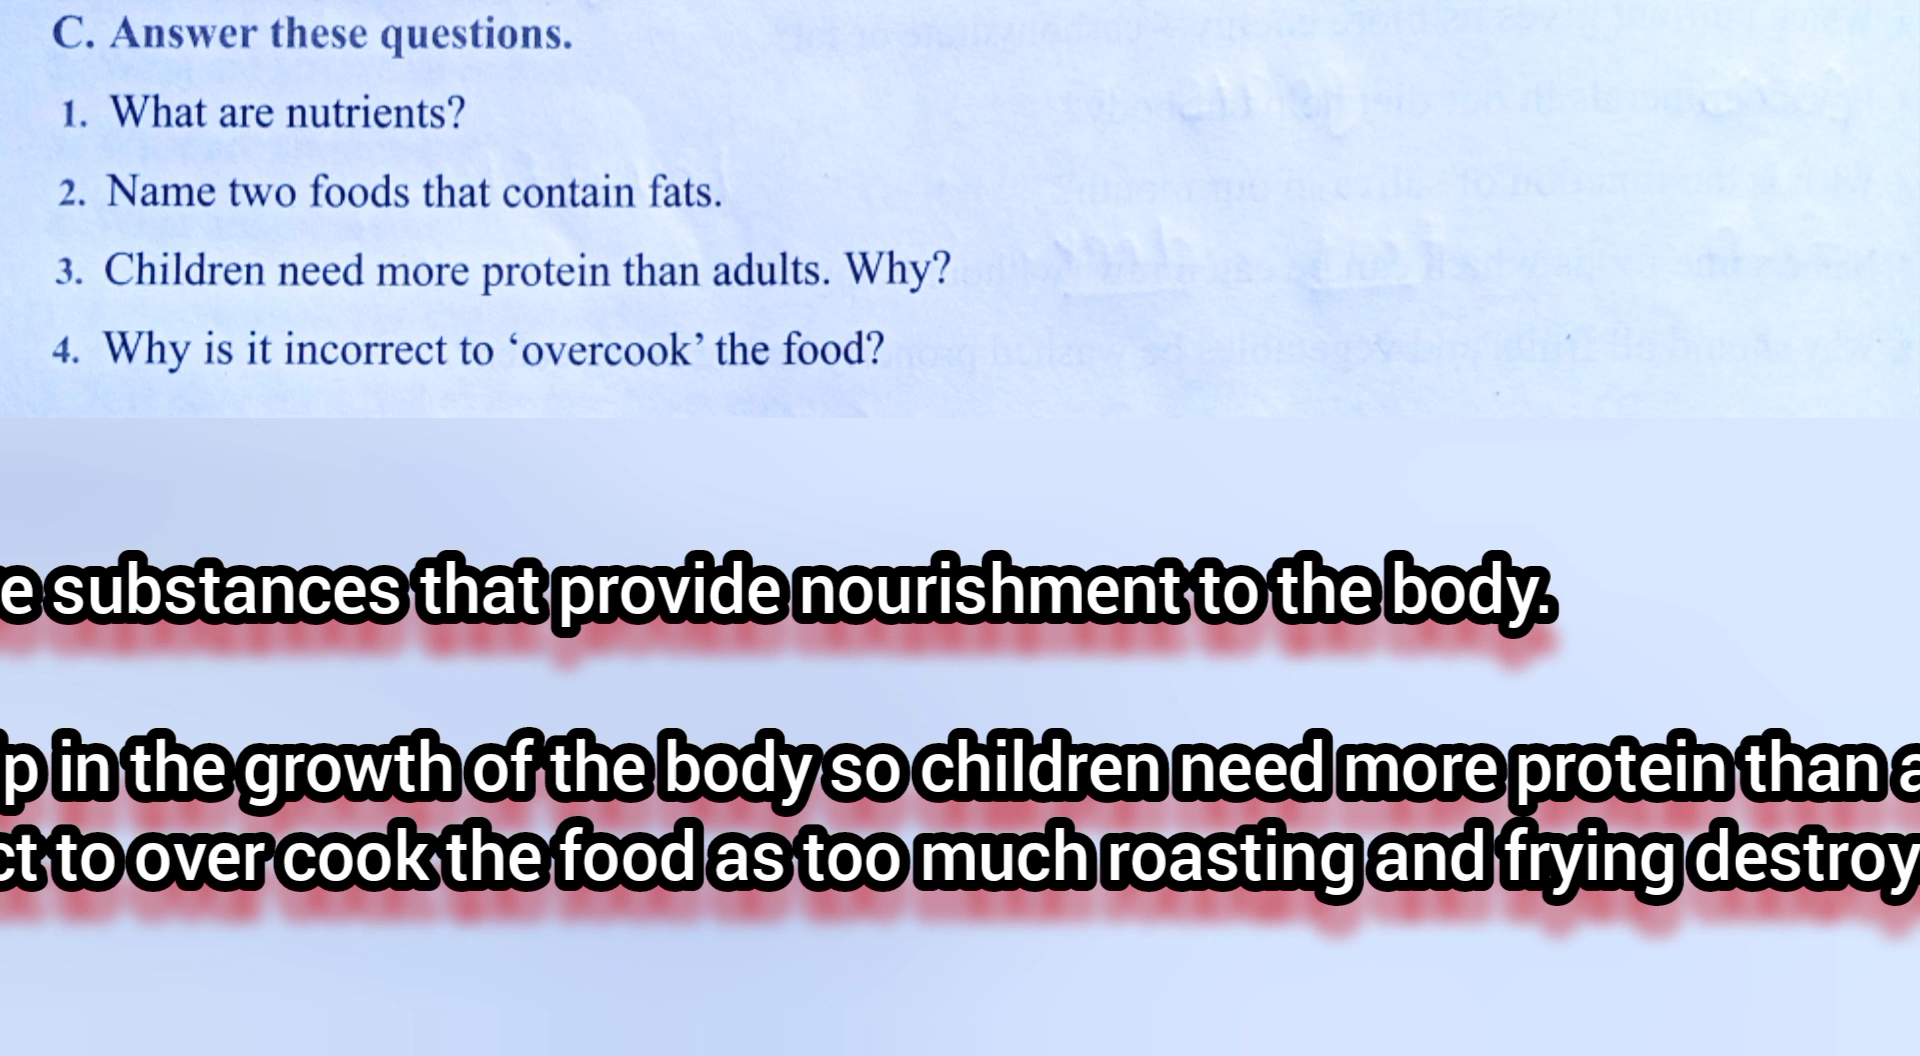 C. Answer these questions.
1. What are nutrients?
2. Name two foods that contain fats.
3. Children need more protein than adults. Why?
4. Why is it incorrect to ‘overcook’ the food?
substances that provide nourishment to the body.
in the growth of the body so children need more protein than
to over cook the food as too much roasting and frying destroy